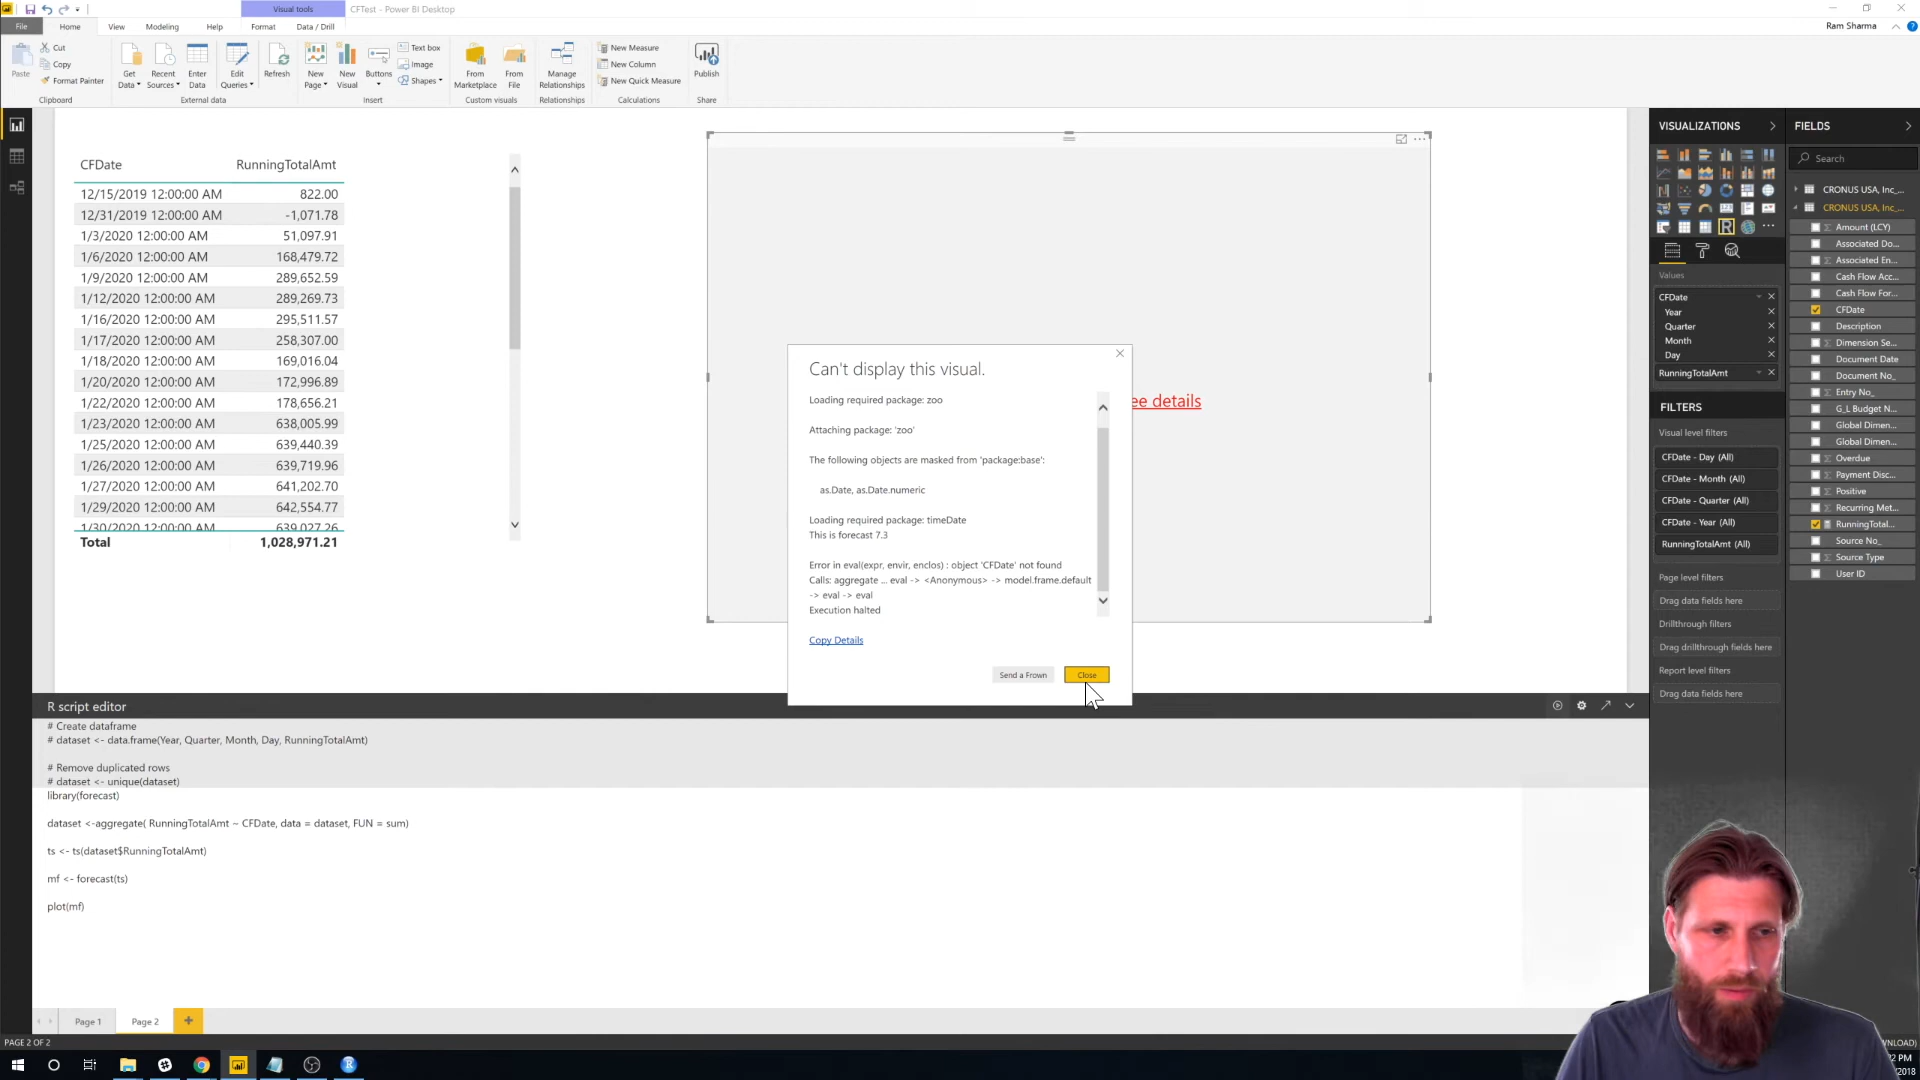 Visual tools
CFTest - Power BI Desktop
File
Home
View
Modeling
Help
Format
Data / Drill
Ram Sharma
Paste
Cut
Copy
Format Painter
Clipboard
Get
Data
Recent
Sources
Enter
Data
External data
Edit
Queries
Refresh
New
Page
New
Visual
Buttons
Text box
Image
Shapes
Insert
From
Marketplace
From
File
Custom visuals
Manage
Relationships
Relationships
New Measure
New Column
New Quick Measure
Calculations
Publish
Share
CFDate RunningTotalAmt
12/15/2019 12:00:00 AM 822.00
12/31/2019 12:00:00 AM -1,071.78
1/3/2020 12:00:00 AM 51,097.91
1/6/2020 12:00:00 AM 168,479.72
1/9/2020 12:00:00 AM 289,652.59
1/12/2020 12:00:00 AM 289,269.73
1/16/2020 12:00:00 AM 295,511.57
1/17/2020 12:00:00 AM 258,307.00
1/18/2020 12:00:00 AM 169,016.04
1/20/2020 12:00:00 AM 172,996.89
1/22/2020 12:00:00 AM 178,656.21
1/23/2020 12:00:00 AM 638,005.99
1/25/2020 12:00:00 AM 639,440.39
1/26/2020 12:00:00 AM 639,719.96
1/27/2020 12:00:00 AM 641,202.70
1/29/2020 12:00:00 AM 642,554.77
1/30/2020 12:00:00 AM 639,027.26
Total 1,028,971.21
ee details
Can't display this visual.
Loading required package: zoo
Attaching package: 'zoo'
The following objects are masked from 'package:base':
as.Date, as.Date.numeric
Loading required package: timeDate
This is forecast 7.3
Error in eval(expr, envir, enclos) : object 'CFDate' not found
Calls: aggregate ... eval -> <Anonymous> -> model.frame.default
-> eval -> eval
Execution halted
Copy Details
Send a Frown
Close
R script editor
# Create dataframe
# dataset <- data.frame(Year, Quarter, Month, Day, RunningTotalAmt)
# Remove duplicated rows
# dataset <- unique(dataset)
library(forecast)
dataset <-aggregate( RunningTotalAmt ~ CFDate, data = dataset, FUN = sum)
ts <- ts(dataset$RunningTotalAmt)
mf <- forecast(ts)
plot(mf)
VISUALIZATIONS
Values
CFDate
Year
Quarter
Month
Day
RunningTotalAmt
FILTERS
Visual level filters
CFDate - Day (All)
CFDate - Month (All)
CFDate - Quarter (All)
CFDate - Year (All)
RunningTotalAmt (All)
Page level filters
Drag data fields here
Drillthrough filters
Drag drillthrough fields here
Report level filters
Drag data fields here
FIELDS
Search
CRONUS USA, Inc_...
CRONUS USA, Inc_...
Amount (LCY)
Associated Do...
Associated En...
Cash Flow Acc...
Cash Flow For...
CFDate
Description
Dimension Se...
Document Date
Document No_
Entry No_
G_L Budget N...
Global Dimen...
Global Dimen...
Overdue
Payment Disc...
Positive
Recurring Met...
RunningTotal...
Source No_
Source Type
User ID
Page 1
Page 2
PAGE 2 OF 2
WNLOAD)
2 PM
2018